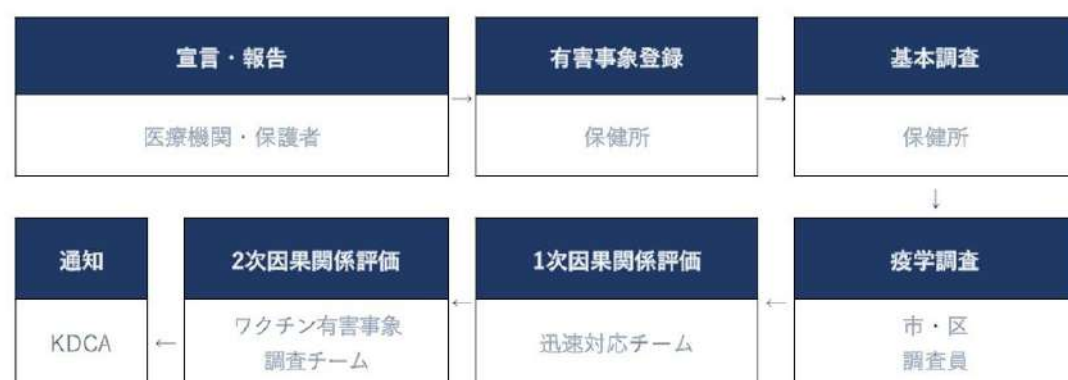 宣言・報告
医療機関・保護者
→
有害事象登録
保健所
→
基本調査
保健所
↓
疫学調査
市・区
調査員
←
1次因果関係評価
迅速対応チーム
←
2次因果関係評価
ワクチン有害事象
調査チーム
←
通知
KDCA